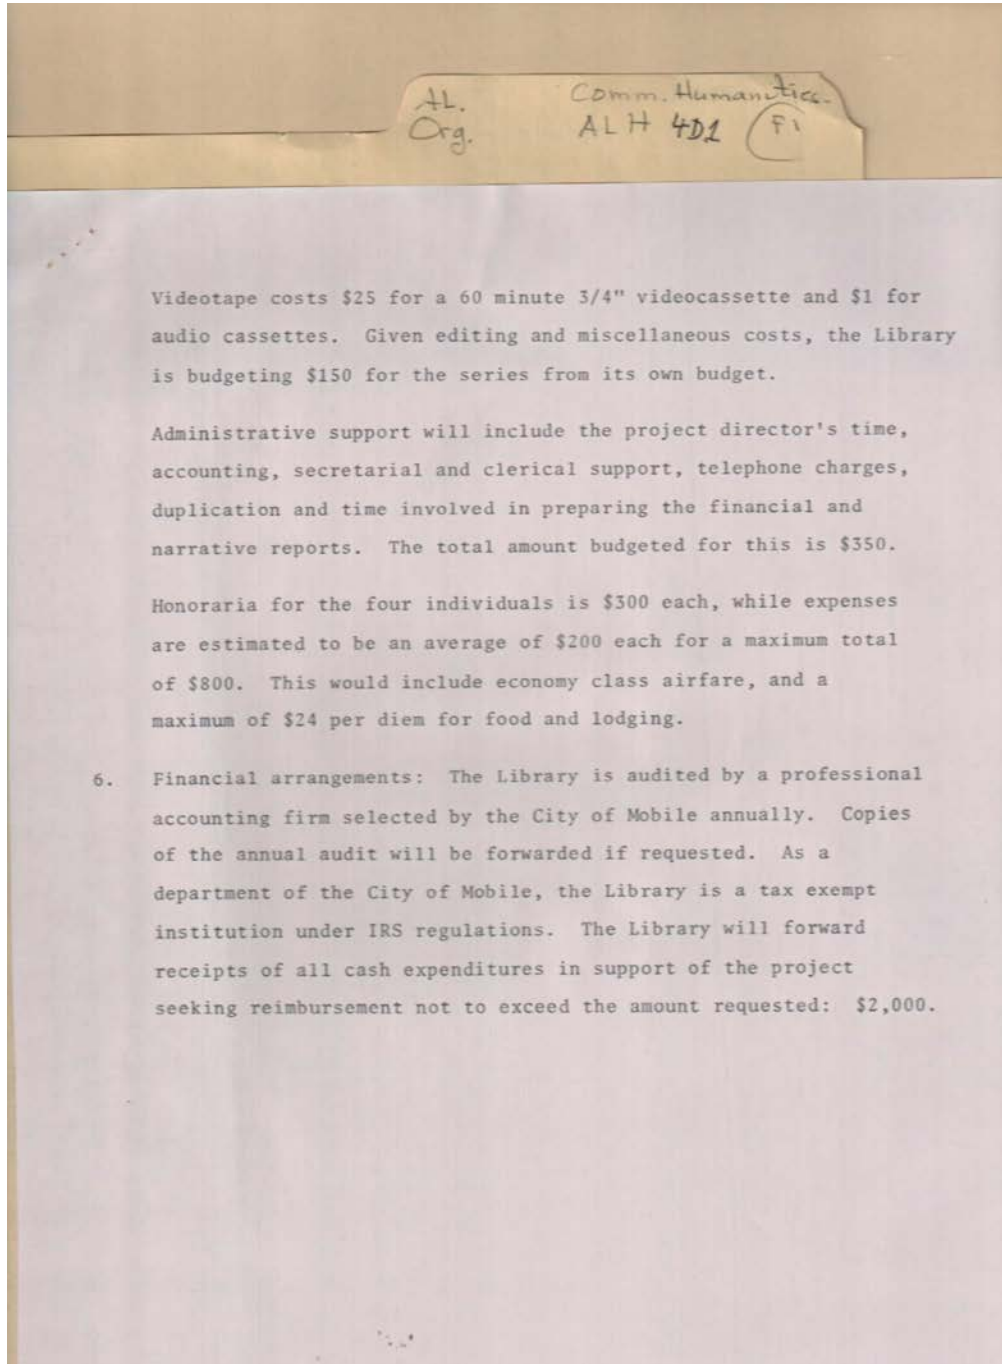 AL.
Org.
Comm. Humanities.
ALH 4D1 F1
Videotape costs $25 for a 60 minute 3/4" videocassette and $1 for
audio cassettes. Given editing and miscellaneous costs, the Library
is budgeting $150 for the series from its own budget.
Administrative support will include the project director's time,
accounting, secretarial and clerical support, telephone charges,
duplication and time involved in preparing the financial and
narrative reports. The total amount budgeted for this is $350.
Honoraria for the four individuals is $300 each, while expenses
are estimated to be an average of $200 each for a maximum total
of $800. This would include economy class airfare, and a
maximum of $24 per diem for food and lodging.
6. Financial arrangements: The Library is audited by a professional
accounting firm selected by the City of Mobile annually. Copies
of the annual audit will be forwarded if requested. As a
department of the City of Mobile, the Library is a tax exempt
institution under IRS regulations. The Library will forward
receipts of all cash expenditures in support of the project
seeking reimbursement not to exceed the amount requested: $2,000.